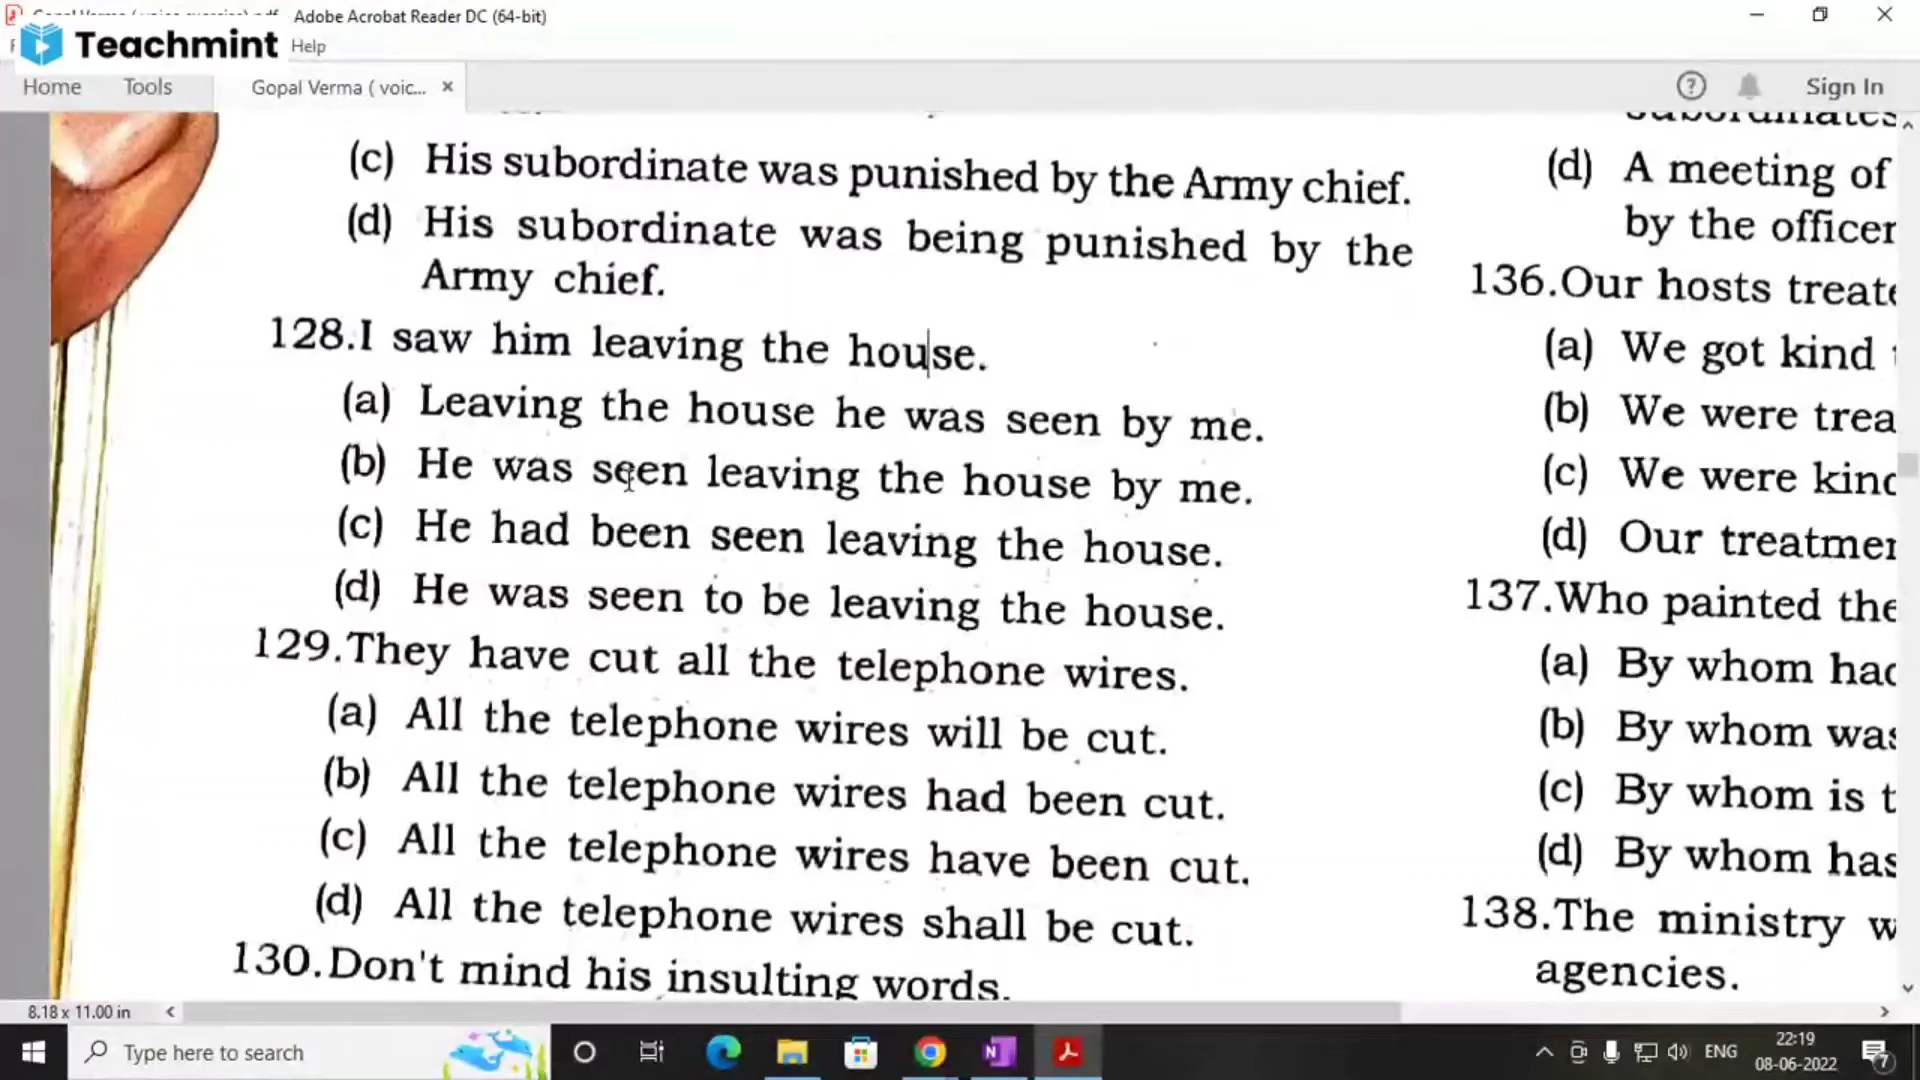 Adobe Acrobat Reader DC (64-bit)
Teachmint
Help
Home Tools Gopal Verma ( voic... × Sign In
(c) His subordinate was punished by the Army chief.
(d) His subordinate was being punished by the
Army chief.
128.I saw him leaving the house.
(a) Leaving the house he was seen by me.
(b) He was seen leaving the house by me.
(c) He had been seen leaving the house.
(d) He was seen to be leaving the house.
129.They have cut all the telephone wires.
(a) All the telephone wires will be cut.
(b) All the telephone wires had been cut.
(c) All the telephone wires have been cut.
(d) All the telephone wires shall be cut.
130.Don't mind his insulting words.
subordinates
(d) A meeting of
by the officer
136.Our hosts treate
(a) We got kind
(b) We were trea
(c) We were kind
(d) Our treatmen
137.Who painted the
(a) By whom had
(b) By whom was
(c) By whom is t
(d) By whom has
138.The ministry w
agencies.
8.18 x 11.00 in
Type here to search
ENG
22:19
08-06-2022
7